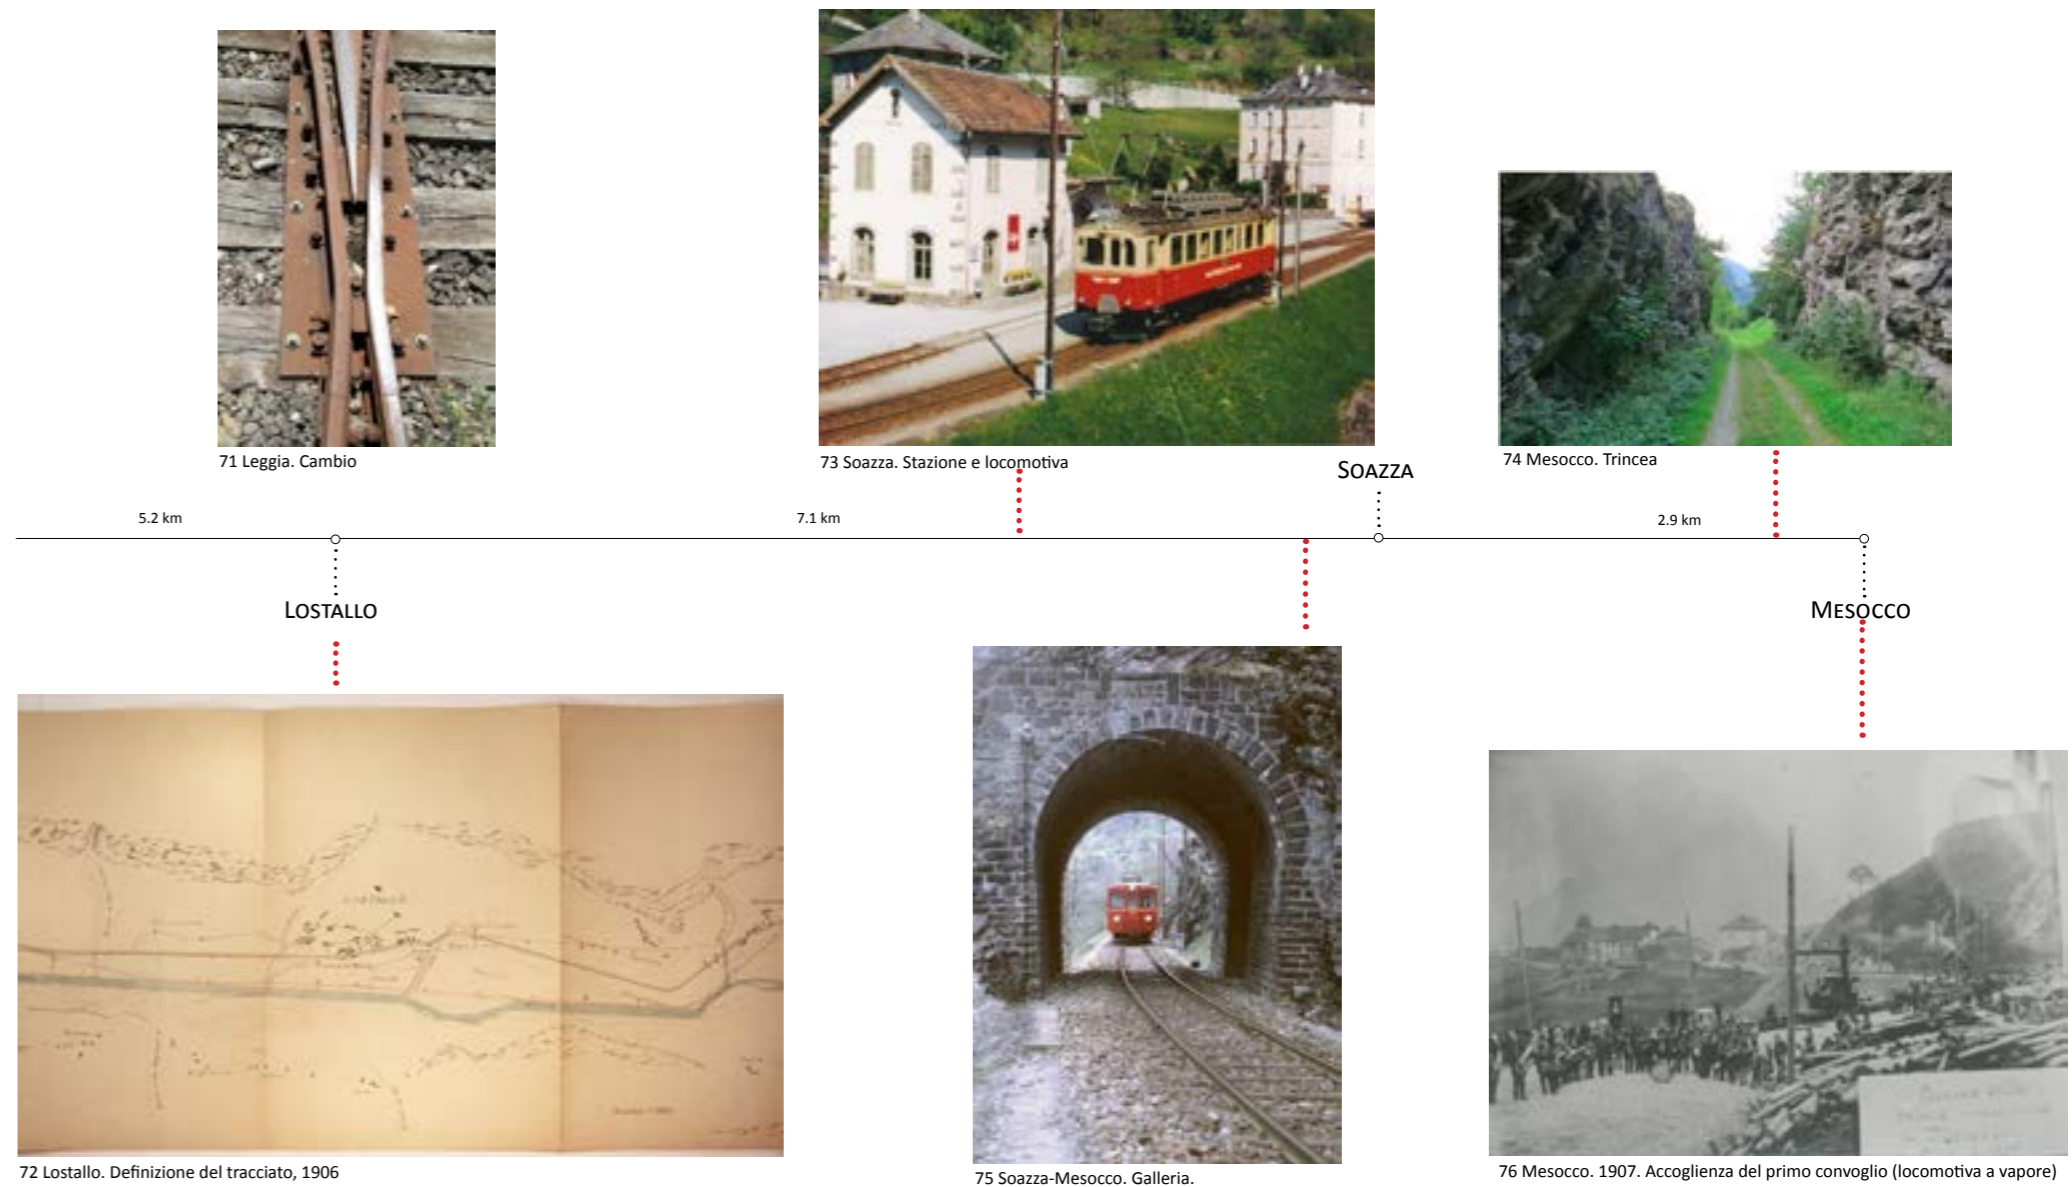 71 Leggia. Cambio
73 Soazza. Stazione e locomotiva
74 Mesocco. Trincea
SOAZZA
5.2 km
7.1 km
2.9 km
LOSTALLO
MESOCCO
72 Lostallo. Definizione del tracciato, 1906
75 Soazza-Mesocco. Galleria.
76 Mesocco. 1907. Accoglienza del primo convoglio (locomotiva a vapore)